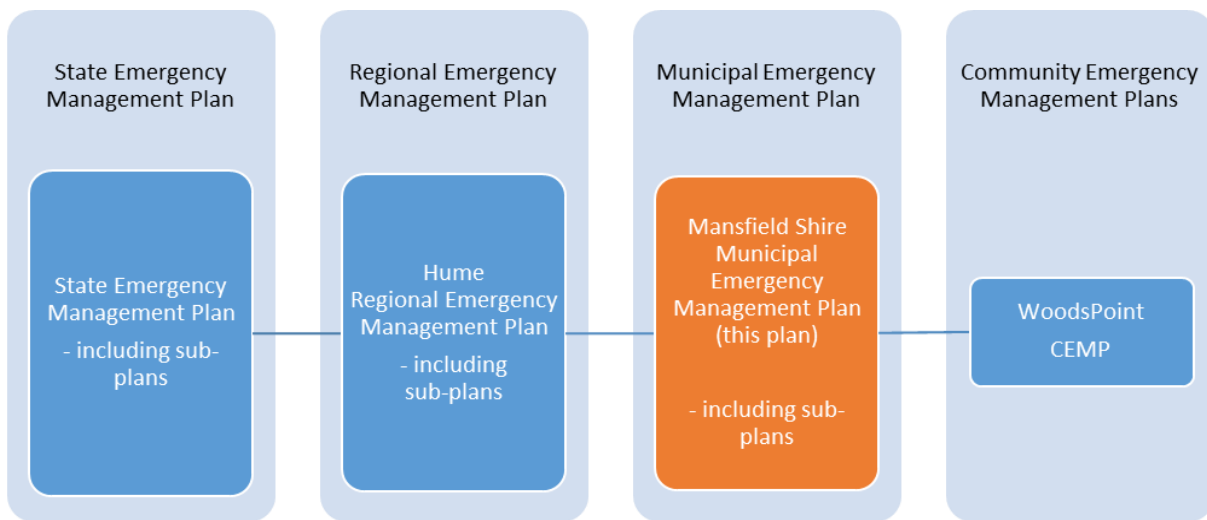 State Emergency
Management Plan
State Emergency
Management Plan
- including sub-
plans
Regional Emergency
Management Plan
Hume
Regional Emergency
Management Plan
- including
sub-plans
Municipal Emergency
Management Plan
Mansfield Shire
Municipal
Emergency
Management Plan
(this plan)
- including sub-
plans
Community Emergency
Management Plans
WoodsPoint
CEMP